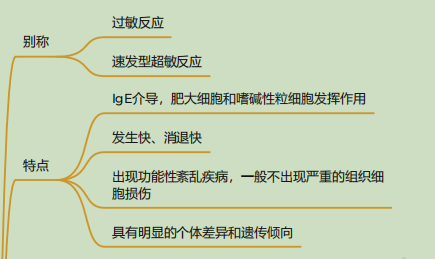 别称
过敏反应
速发型超敏反应
特点
IgE介导，肥大细胞和嗜碱性粒细胞发挥作用
发生快、消退快
出现功能性紊乱疾病，一般不出现严重的组织细
胞损伤
具有明显的个体差异和遗传倾向